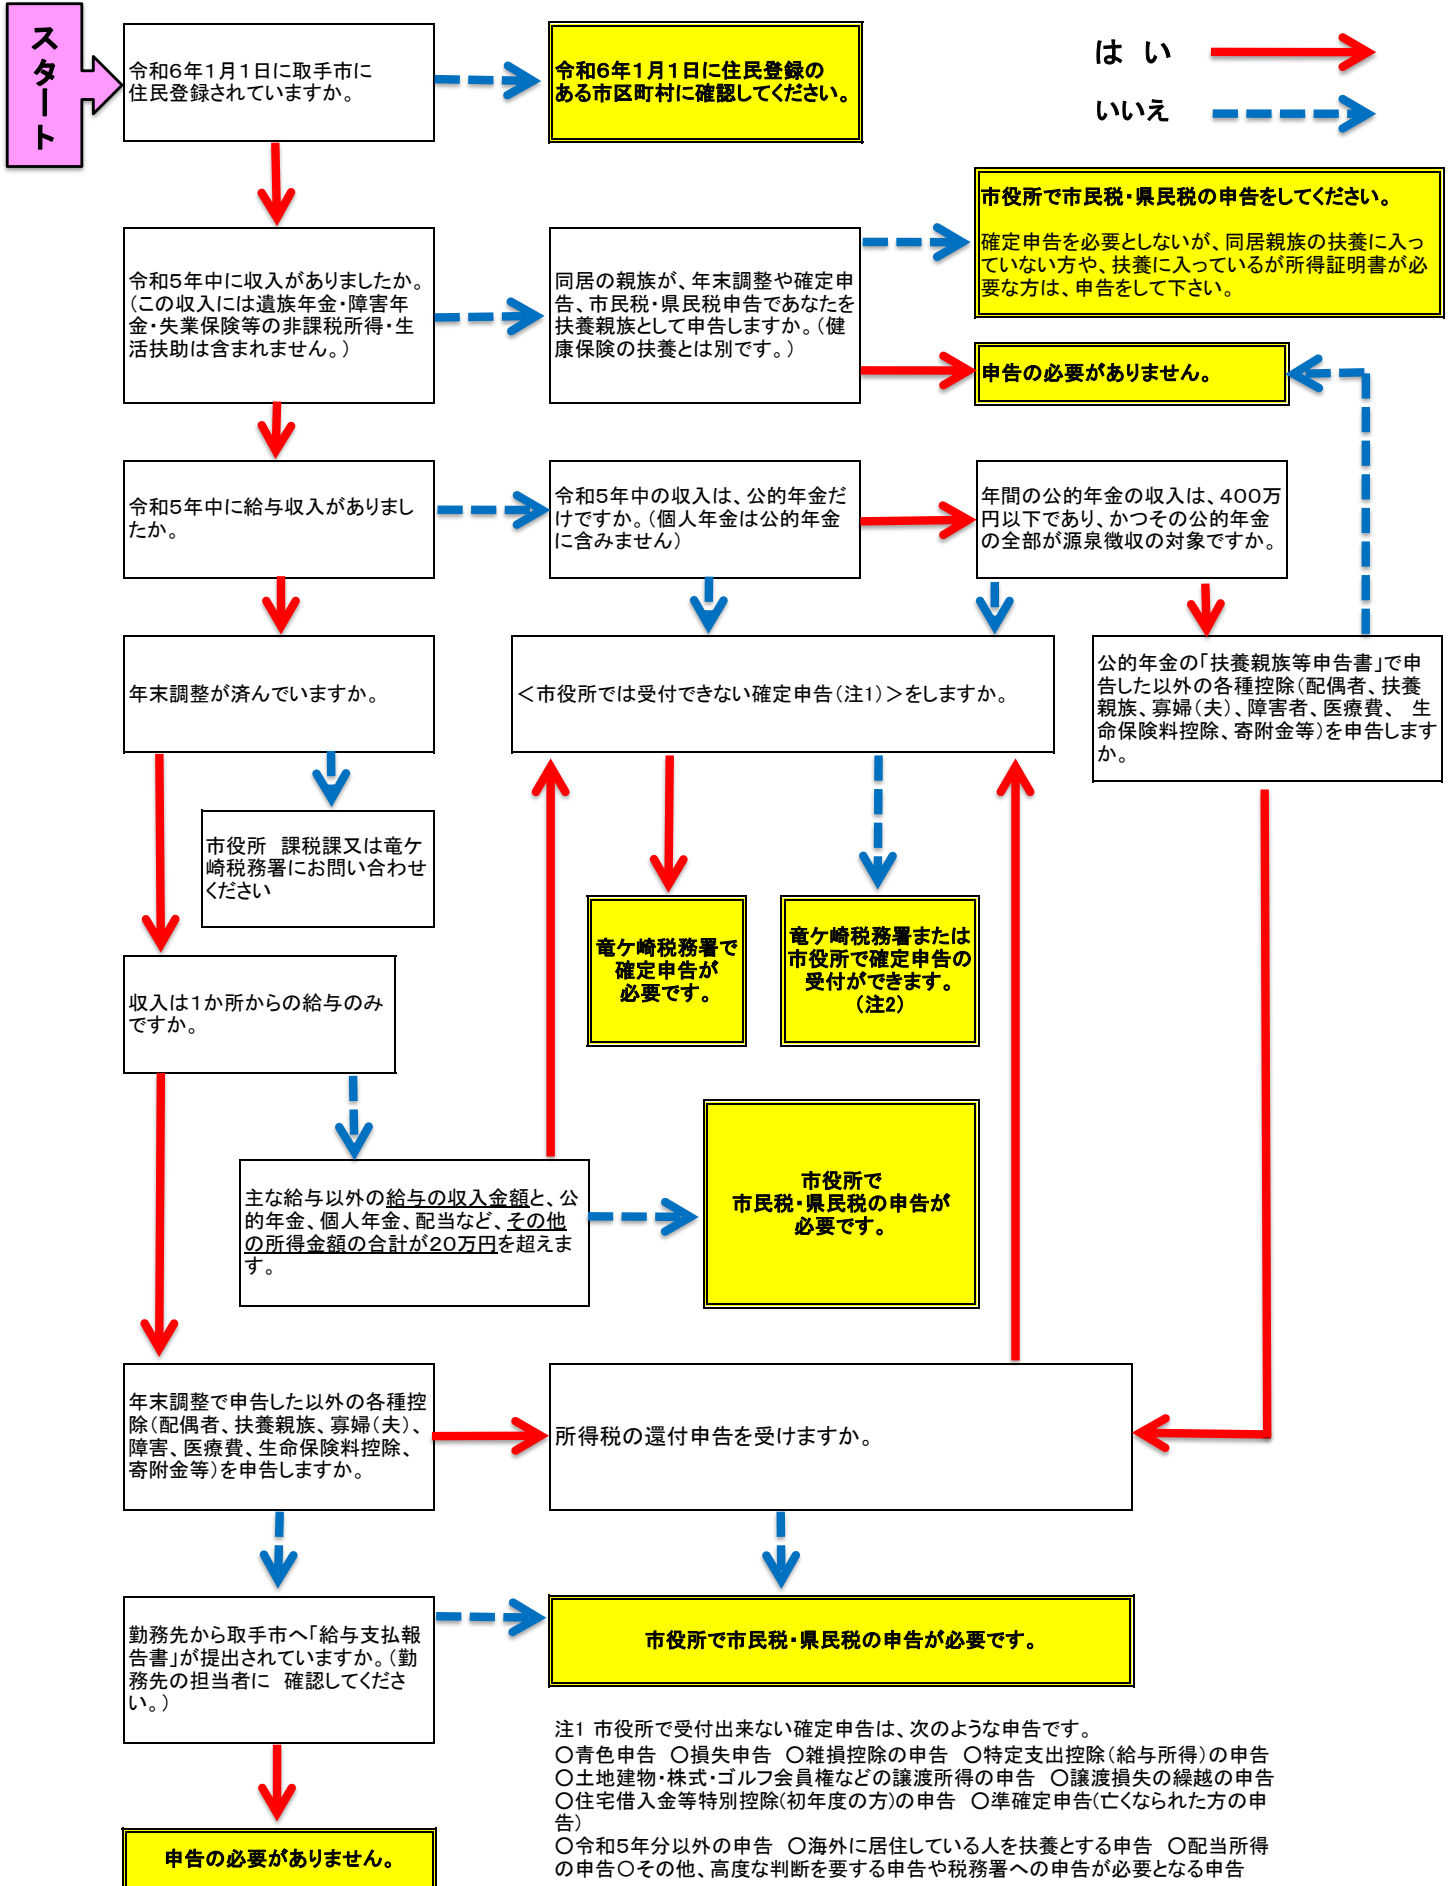 スタート
令和6年1月1日に取手市に
住民登録されていますか。
令和6年1月1日に住民登録の
ある市区町村に確認してください。
は い
いいえ
令和5年中に収入がありましたか。
(この収入には遺族年金・障害年
金・失業保険等の非課税所得・生
活扶助は含まれません。)
同居の親族が、年末調整や確定申
告、市民税・県民税申告であなたを
扶養親族として申告しますか。(健
康保険の扶養とは別です。)
市役所で市民税・県民税の申告をしてください。
確定申告を必要としないが、同居親族の扶養に入っ
ていない方や、扶養に入っているが所得証明書が必
要な方は、申告をして下さい。
申告の必要がありません。
令和5年中に給与収入がありまし
たか。
令和5年中の収入は、公的年金だ
けですか。(個人年金は公的年金
に含みません)
年間の公的年金の収入は、400万
円以下であり、かつその公的年金
の全部が源泉徴収の対象ですか。
年末調整が済んでいますか。
<市役所では受付できない確定申告(注1)>をしますか。
公的年金の「扶養親族等申告書」で申
告した以外の各種控除(配偶者、扶養
親族、寡婦(夫)、障害者、医療費、 生
命保険料控除、寄附金等)を申告します
か。
市役所 課税課又は竜ケ
崎税務署にお問い合わせ
ください
竜ケ崎税務署で
確定申告が
必要です。
竜ケ崎税務署または
市役所で確定申告の
受付ができます。
(注2)
収入は1か所からの給与のみ
ですか。
主な給与以外の給与の収入金額と、公
的年金、個人年金、配当など、その他
の所得金額の合計が20万円を超えま
す。
市役所で
市民税・県民税の申告が
必要です。
年末調整で申告した以外の各種控
除(配偶者、扶養親族、寡婦(夫)、
障害、医療費、生命保険料控除、
寄附金等)を申告しますか。
所得税の還付申告を受けますか。
勤務先から取手市へ「給与支払報
告書」が提出されていますか。(勤
務先の担当者に 確認してくださ
い。)
市役所で市民税・県民税の申告が必要です。
申告の必要がありません。
注1 市役所で受付出来ない確定申告は、次のような申告です。
○青色申告 ○損失申告 ○雑損控除の申告 ○特定支出控除(給与所得)の申告
○土地建物・株式・ゴルフ会員権などの譲渡所得の申告 ○譲渡損失の繰越の申告
○住宅借入金等特別控除(初年度の方)の申告 ○準確定申告(亡くなられた方の申
告)
○令和5年分以外の申告 ○海外に居住している人を扶養とする申告 ○配当所得
の申告○その他、高度な判断を要する申告や税務署への申告が必要となる申告